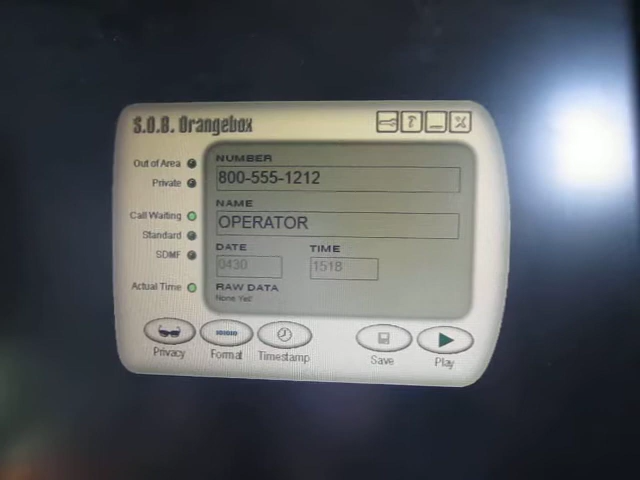 S.O.B. Orangebox
?
Out of Area
Private
Call Waiting
Standard
SDMF
Actual Time
NUMBER
800-555-1212
NAME
OPERATOR
DATE TIME
0430 1518
RAW DATA
None Yet
Privacy
Format
Timestamp
Save
Play